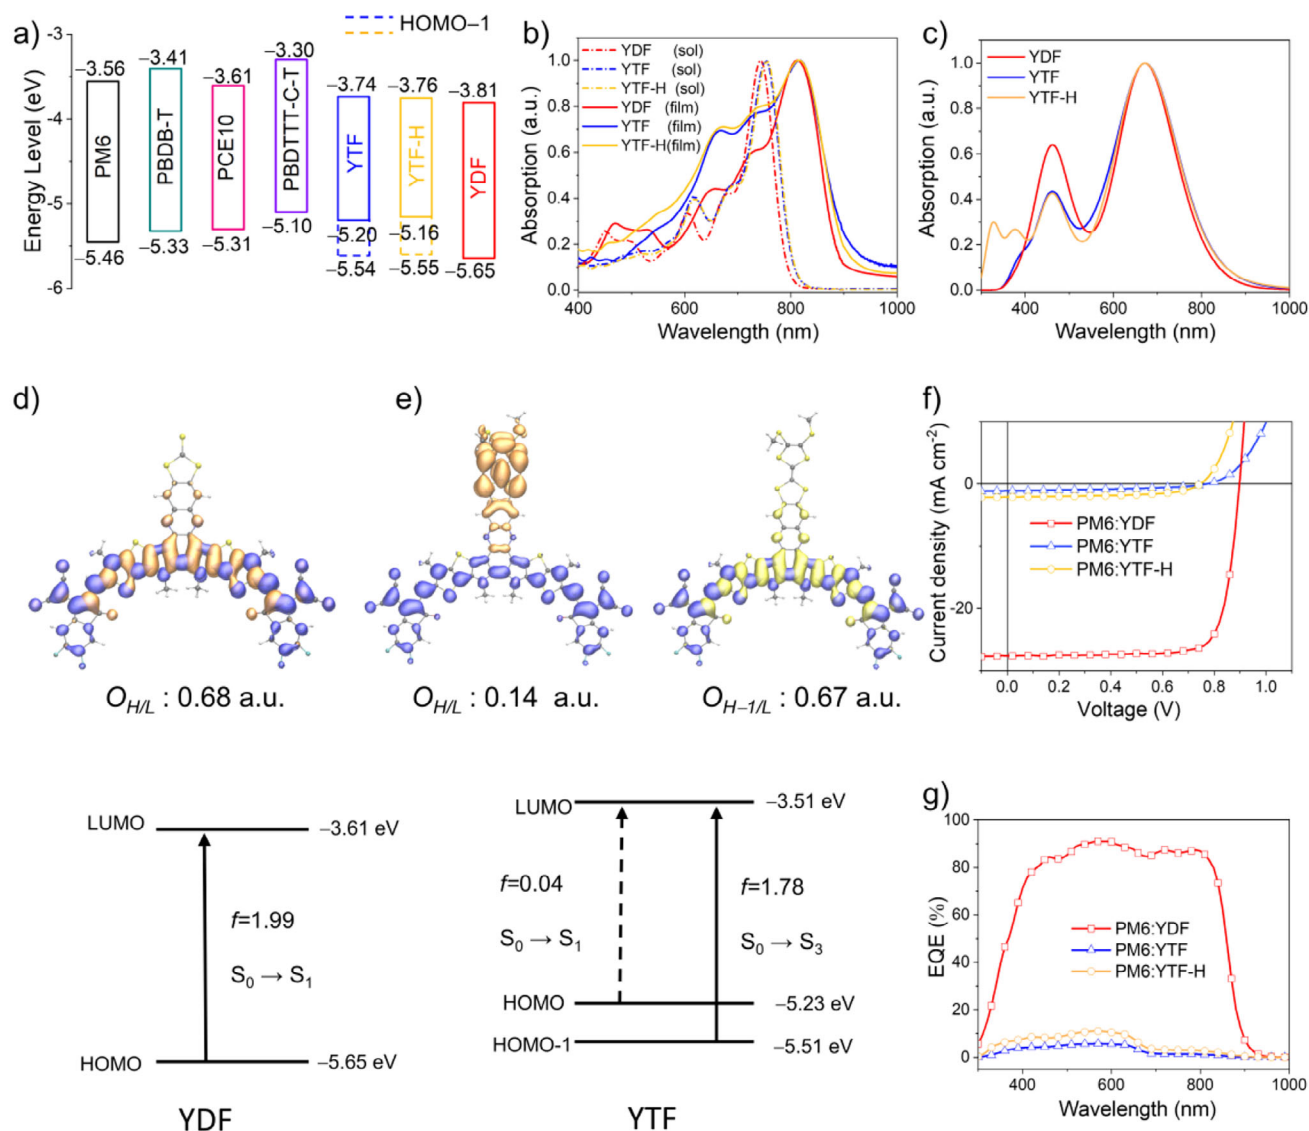 a)
HOMO−1
Energy Level (eV)
-3
-4
-5
-6
−3.56
PM6
−5.46
−3.41
PBDB-T
−5.33
−3.61
PCE10
−5.31
−3.30
PBDTTT-C-T
−5.10
−3.74
YTF
−5.20
−5.54
−3.76
YTF-H
−5.16
−5.55
−3.81
YDF
−5.65
b)
Absorption (a.u.)
1.0
0.8
0.6
0.4
0.2
0.0
YDF (sol)
YTF (sol)
YTF-H (sol)
YDF (film)
YTF (film)
YTF-H(film)
400 600 800 1000
Wavelength (nm)
c)
Absorption (a.u.)
1.0
0.8
0.6
0.4
0.2
0.0
YDF
YTF
YTF-H
400 600 800 1000
Wavelength (nm)
d)
O_H/L : 0.68 a.u.
e)
O_H/L : 0.14 a.u.
O_H−1/L : 0.67 a.u.
f)
Current density (mA cm⁻²)
0
-20
PM6:YDF
PM6:YTF
PM6:YTF-H
0.0 0.2 0.4 0.6 0.8 1.0
Voltage (V)
LUMO
−3.61 eV
f=1.99
S₀ → S₁
HOMO
−5.65 eV
YDF
LUMO
−3.51 eV
f=0.04
S₀ → S₁
f=1.78
S₀ → S₃
HOMO
−5.23 eV
HOMO-1
−5.51 eV
YTF
g)
EQE (%)
100
80
60
40
20
0
PM6:YDF
PM6:YTF
PM6:YTF-H
400 600 800 1000
Wavelength (nm)